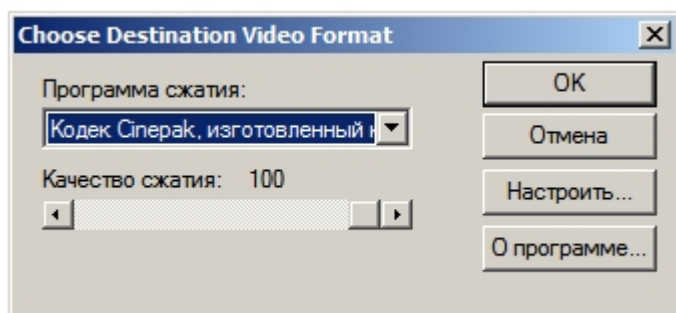 Choose Destination Video Format
Программа сжатия:
OK
Кодек Cinepak, изготовленный
Отмена
Качество сжатия: 100
Настроить...
О программе...